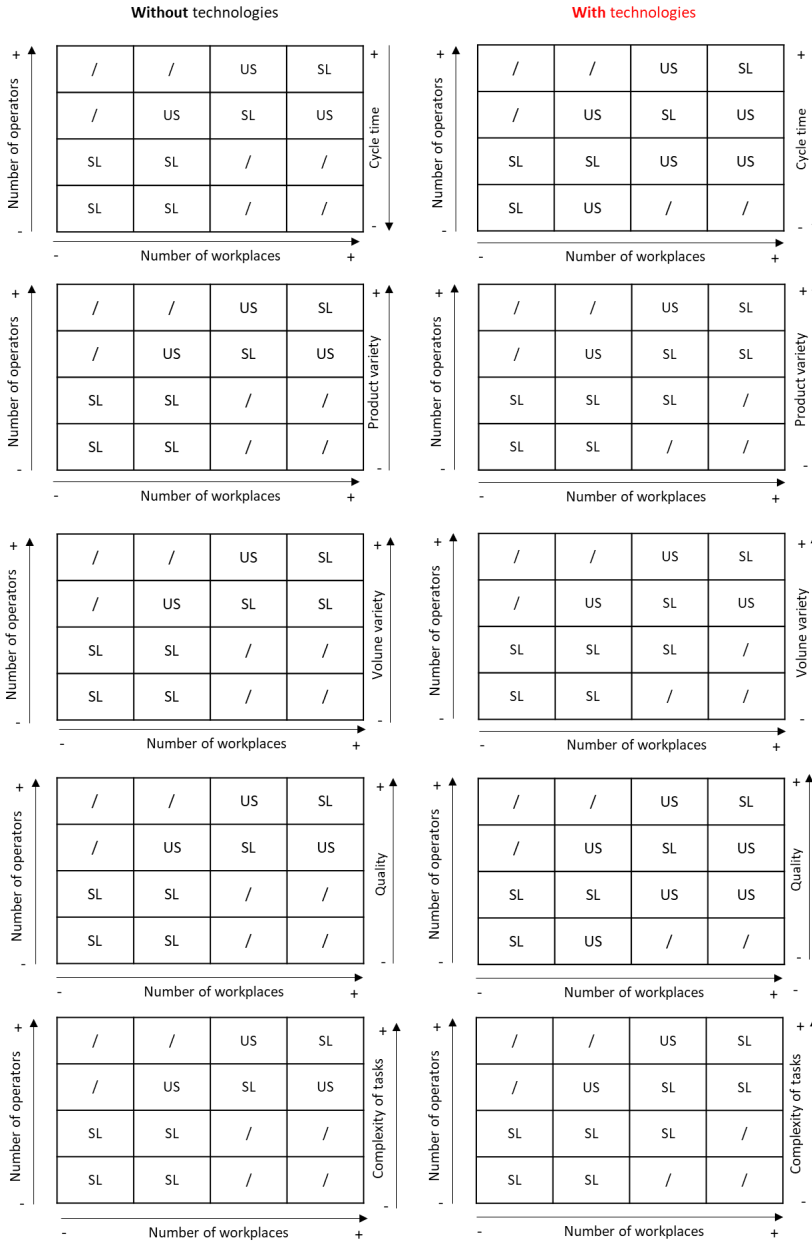 Without technologies
With technologies
+
Number of operators
-
/ / US SL
/ US SL US
SL SL / /
SL SL / /
+
Cycle time
-
- Number of workplaces +
+
Number of operators
-
/ / US SL
/ US SL US
SL SL US US
SL US / /
+
Cycle time
-
- Number of workplaces +
+
Number of operators
-
/ / US SL
/ US SL US
SL SL / /
SL SL / /
+
Product variety
-
- Number of workplaces +
+
Number of operators
-
/ / US SL
/ US SL SL
SL SL SL /
SL SL / /
+
Product variety
-
- Number of workplaces +
+
Number of operators
-
/ / US SL
/ US SL SL
SL SL / /
SL SL / /
+
Volune variety
-
- Number of workplaces +
+
Number of operators
-
/ / US SL
/ US SL US
SL SL SL /
SL SL / /
+
Volune variety
-
- Number of workplaces +
+
Number of operators
-
/ / US SL
/ US SL US
SL SL / /
SL SL / /
+
Quality
-
- Number of workplaces +
+
Number of operators
-
/ / US SL
/ US SL US
SL SL US US
SL US / /
+
Quality
-
- Number of workplaces + -
+
Number of operators
-
/ / US SL
/ US SL US
SL SL / /
SL SL / /
+
Complexity of tasks
-
- Number of workplaces +
+
Number of operators
-
/ / US SL
/ US SL SL
SL SL SL /
SL SL / /
+
Complexity of tasks
-
- Number of workplaces +